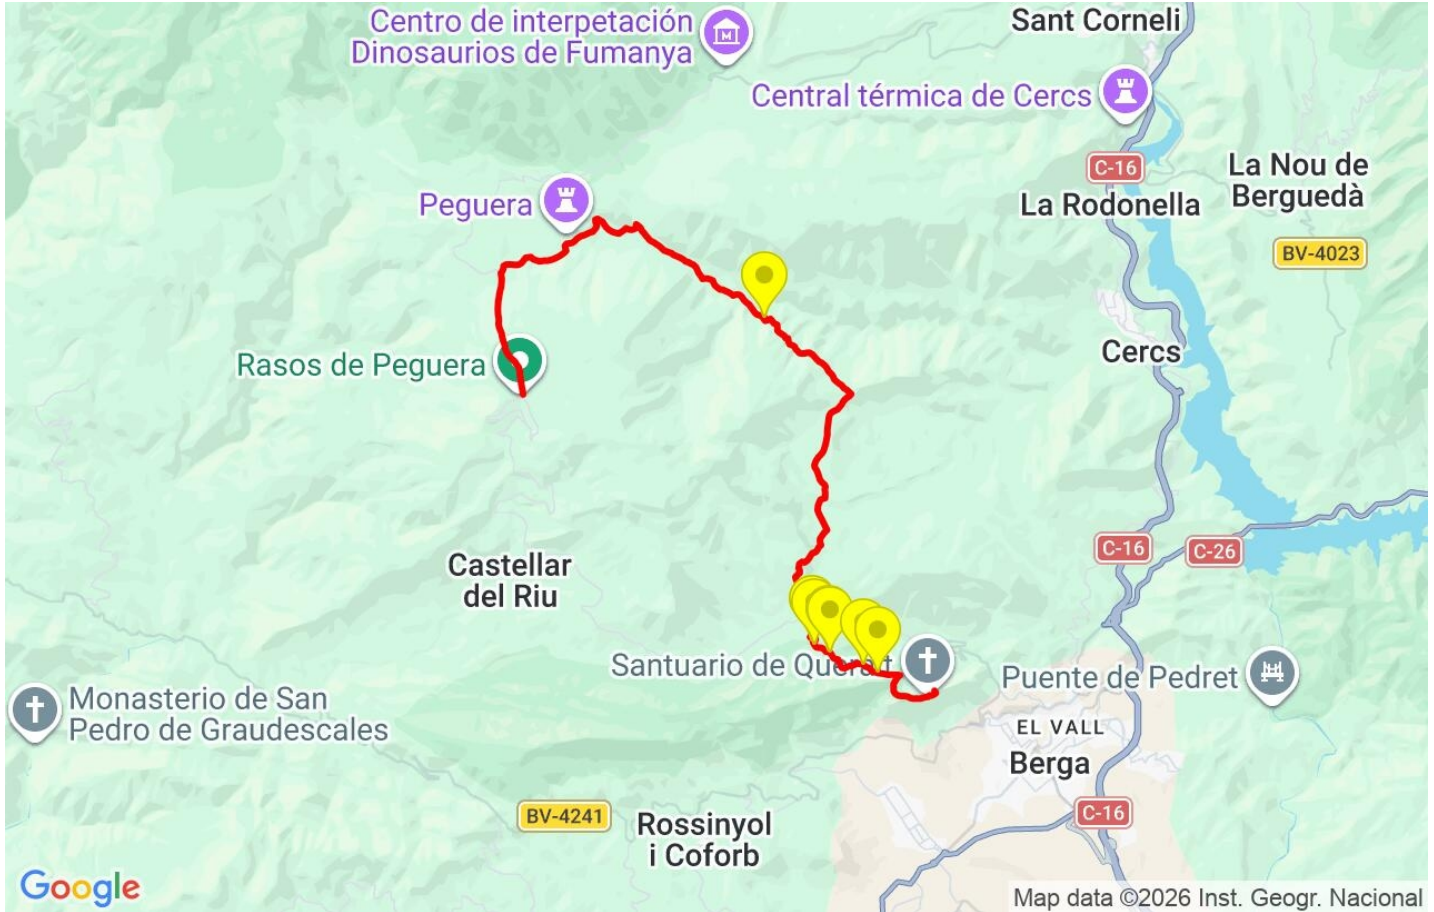 Centro de interpetación
Dinosaurios de Fumanya
Sant Corneli
Central térmica de Cercs
C-16
La Nou de
Berguedà
Peguera
La Rodonella
BV-4023
Rasos de Peguera
Cercs
C-16
C-26
Castellar
del Riu
Santuario de Queralt
Puente de Pedret
Monasterio de San
Pedro de Graudescales
EL VALL
Berga
BV-4241
Rossinyol
i Coforb
C-16
Google
Map data ©2026 Inst. Geogr. Nacional